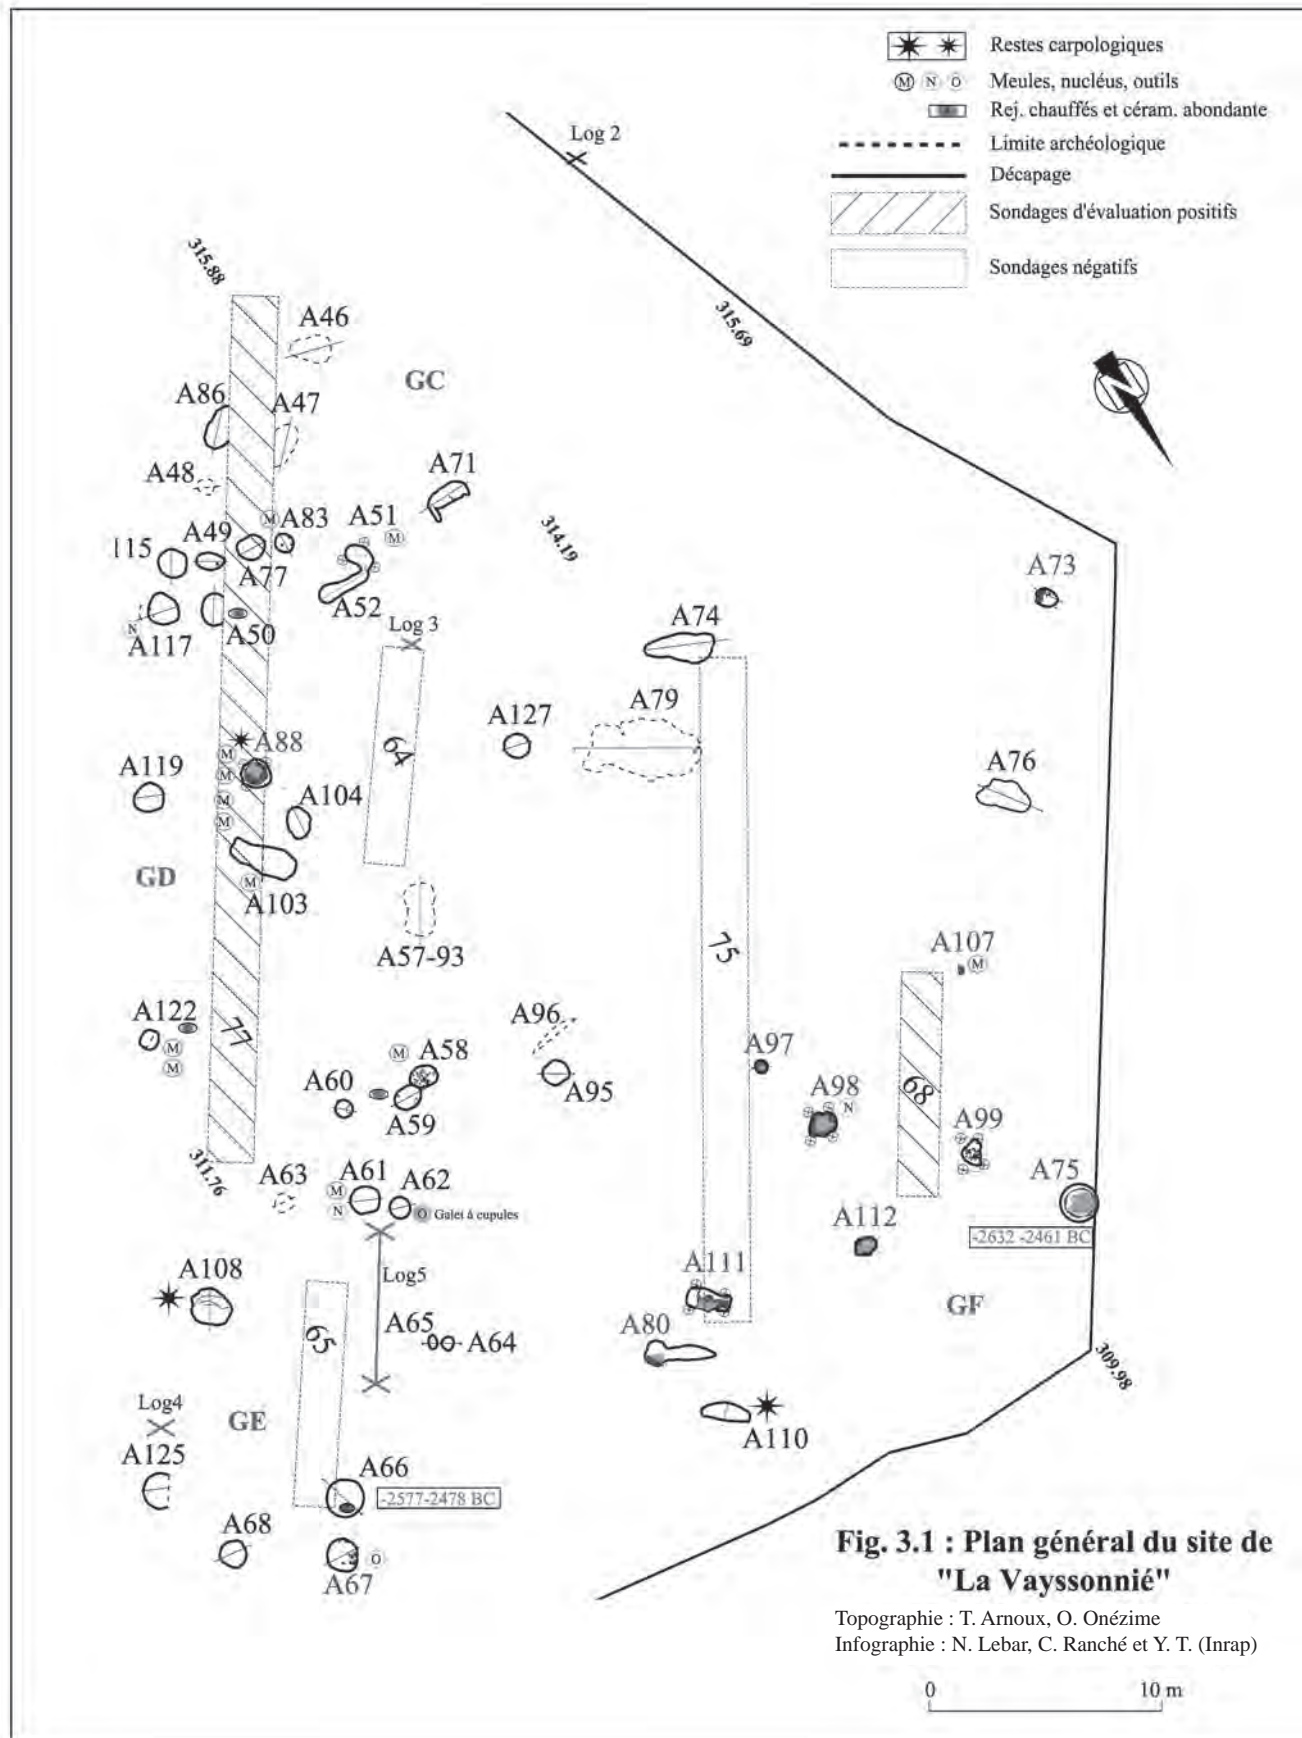 Restes carpologiques
M N O Meules, nucléus, outils
Rej. chauffés et céram. abondante
Limite archéologique
Décapage
Sondages d'évaluation positifs
Sondages négatifs
Log 2
315.88
315.69
A46
GC
A86
A47
A48
A71
M A83
A51
M
A49
115
A77
314.19
A73
A52
N
A117
A50
Log 3
A74
A79
A127
64
A88
M
M
A119
A104
M
M
A76
GD
M
A103
A57-93
75
A107
M
A122
M
M
77
A96
M A58
A97
A60
A59
A95
A98
N
68
A99
311.76
A63
M A61
N
A62
O Galet à cupules
A75
A112
-2632 -2461 BC
A108
Log5
A111
GF
65
A65
A64
A80
309.98
Log4
GE
A110
A125
A66
-2577-2478 BC
A68
O
A67
Fig. 3.1 : Plan général du site de
"La Vayssonnié"
Topographie : T. Arnoux, O. Onézime
Infographie : N. Lebar, C. Ranché et Y. T. (Inrap)
0 10 m